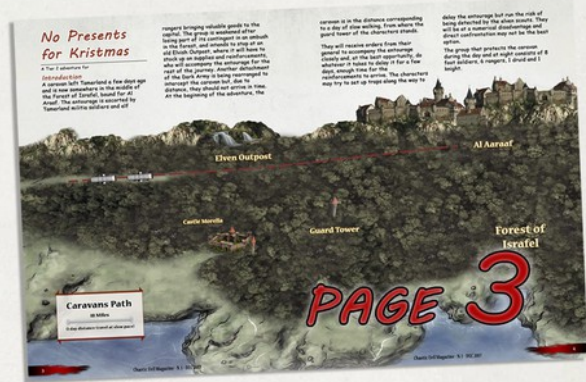 No Presents
for Kristmas
A Tier 2 adventure for
Introduction
A caravan left Tamarland a few days ago
and is now somewhere in the middle of
the Forest of Israfel, bound for Al
Araaf. The entourage is escorted by
Tamarland militia soldiers and elf
rangers bringing valuable goods to the
capital. The group is weakened after
losing part of its contingent in an ambush
in the forest, and intends to stop at an
old Elvish Outpost, where it will have to
stock up on supplies and reinforcements,
who will accompany the entourage for the
rest of the journey. Another detachment
of the Dark Army is being rearranged to
intercept the caravan but, due to
distance, they should not arrive in time.
At the beginning of the adventure, the
caravan is in the distance corresponding
to a day of slow walking, from where the
guard tower of the characters stands.
They will receive orders from their
general to accompany the entourage
closely and, at the best opportunity, do
whatever it takes to delay it for a few
days, enough time for the
reinforcements to arrive. The characters
may try to set up traps along the way to
delay the entourage but run the risk of
being detected by the elven scouts. They
will be at a numerical disadvantage and
direct confrontation may not be the best
option.
The group that protects the caravan
during the day and at night consists of 8
foot soldiers, 6 rangers, 1 druid and 1
knight.
Elven Outpost
Al Aaraaf
Castle Morella
Guard Tower
Forest of
Israfel
PAGE 3
Caravans Path
10 Miles